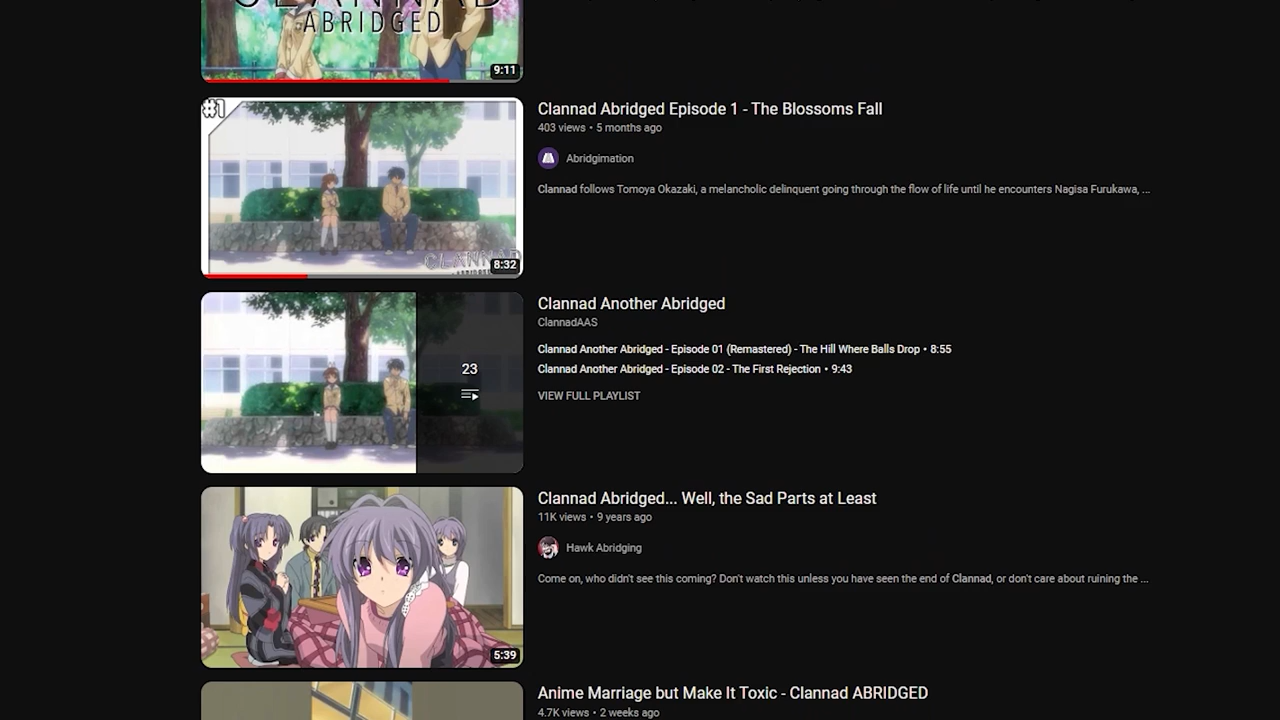 CLANNAD
ABRIDGED
9:11
#1
CLANNAD
8:32
Clannad Abridged Episode 1 - The Blossoms Fall
403 views • 5 months ago
Abridgimation
Clannad follows Tomoya Okazaki, a melancholic delinquent going through the flow of life until he encounters Nagisa Furukawa, ...
23
Clannad Another Abridged
ClannadAAS
Clannad Another Abridged - Episode 01 (Remastered) - The Hill Where Balls Drop • 8:55
Clannad Another Abridged - Episode 02 - The First Rejection • 9:43
VIEW FULL PLAYLIST
5:39
Clannad Abridged... Well, the Sad Parts at Least
11K views • 9 years ago
Hawk Abridging
Come on, who didn't see this coming? Don't watch this unless you have seen the end of Clannad, or don't care about ruining the ...
Anime Marriage but Make It Toxic - Clannad ABRIDGED
4.7K views • 2 weeks ago